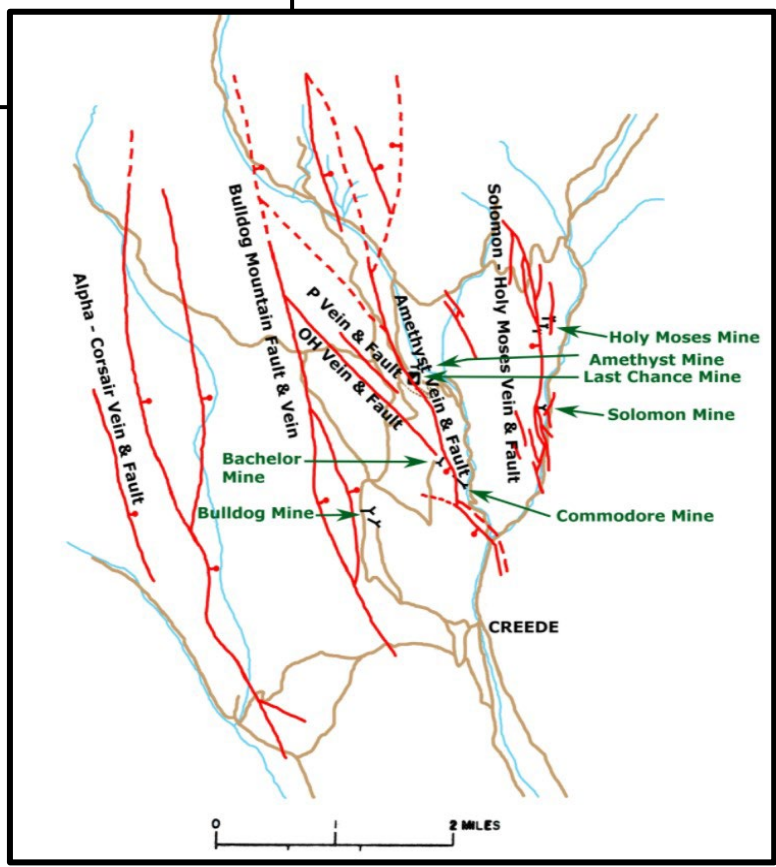 Alpha - Corsair Vein & Fault
Bulldog Mountain Fault & Vein
P Vein & Fault
OH Vein & Fault
Amethyst Vein & Fault
Solomon - Holy Moses Vein & Fault
Holy Moses Mine
Amethyst Mine
Last Chance Mine
Solomon Mine
Bachelor
Mine
Bulldog Mine
Commodore Mine
CREEDE
0 1 2 MILES